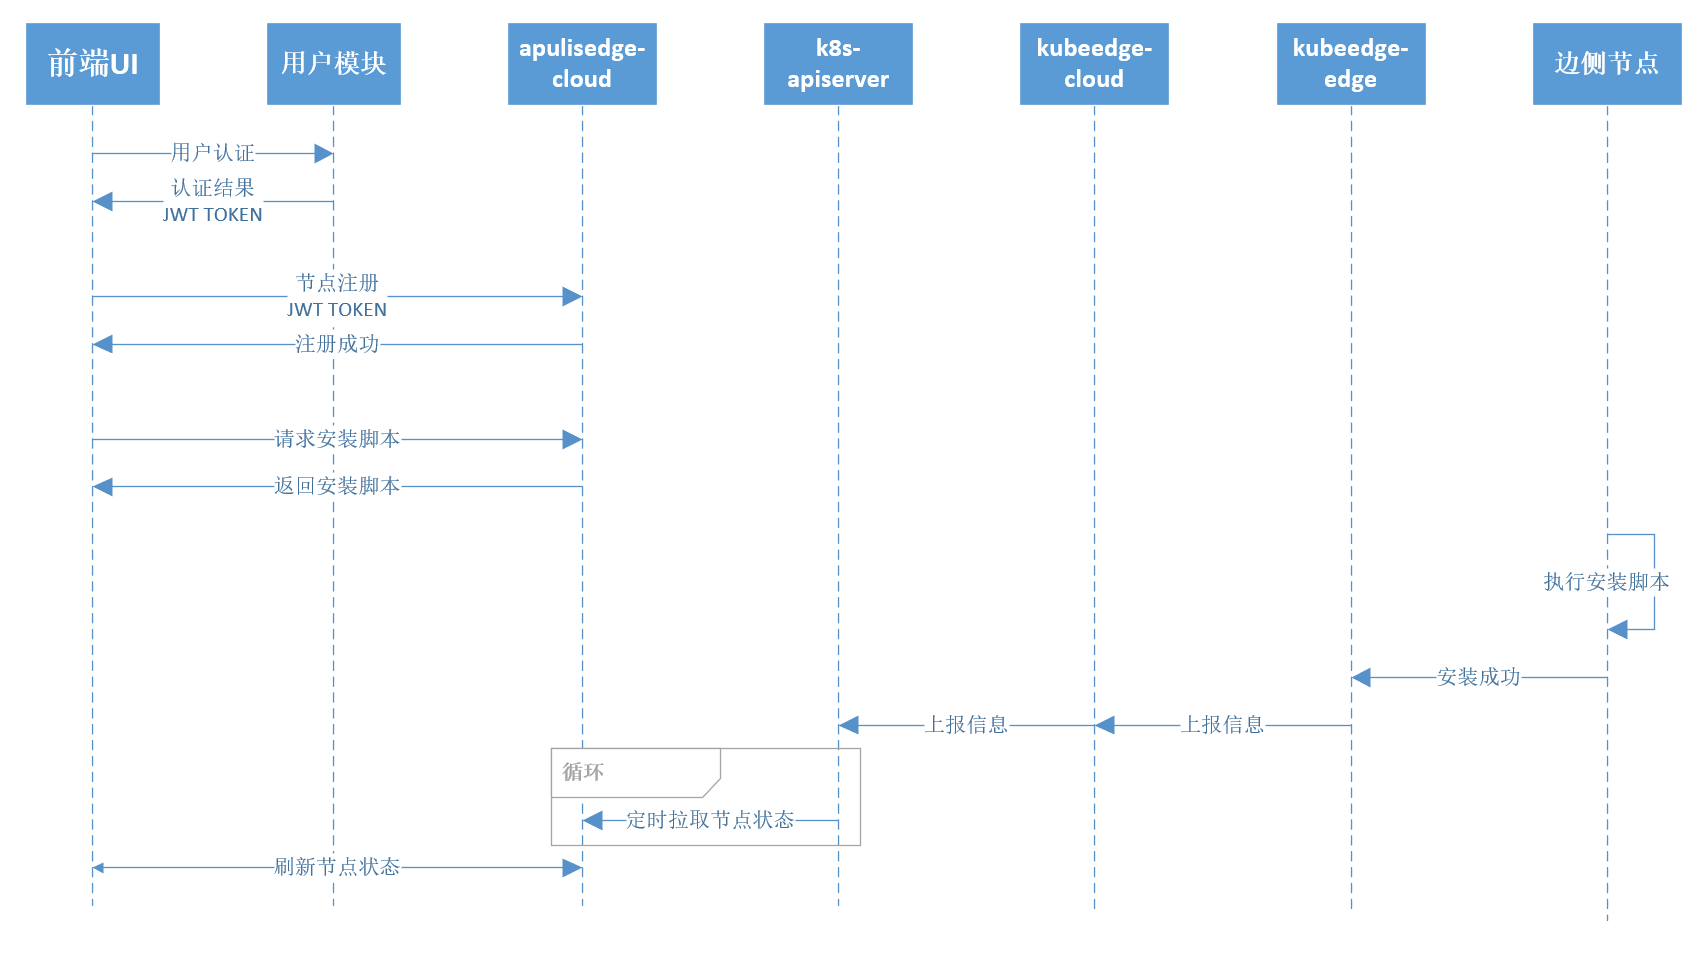 前端UI
用户模块
apulisedge-
cloud
k8s-
apiserver
kubeedge-
cloud
kubeedge-
edge
边侧节点
用户认证
认证结果
JWT TOKEN
节点注册
JWT TOKEN
注册成功
请求安装脚本
返回安装脚本
执行安装脚本
安装成功
上报信息
上报信息
循环
定时拉取节点状态
刷新节点状态